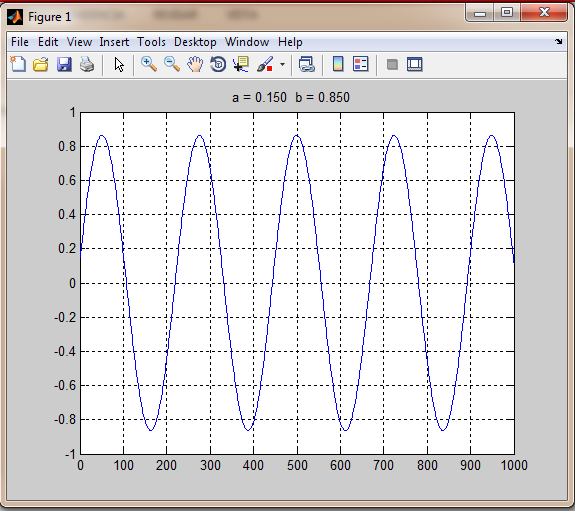 Figure 1
File Edit View Insert Tools Desktop Window Help
a = 0.150 b = 0.850
1
0.8
0.6
0.4
0.2
0
-0.2
-0.4
-0.6
-0.8
-1
0 100 200 300 400 500 600 700 800 900 1000